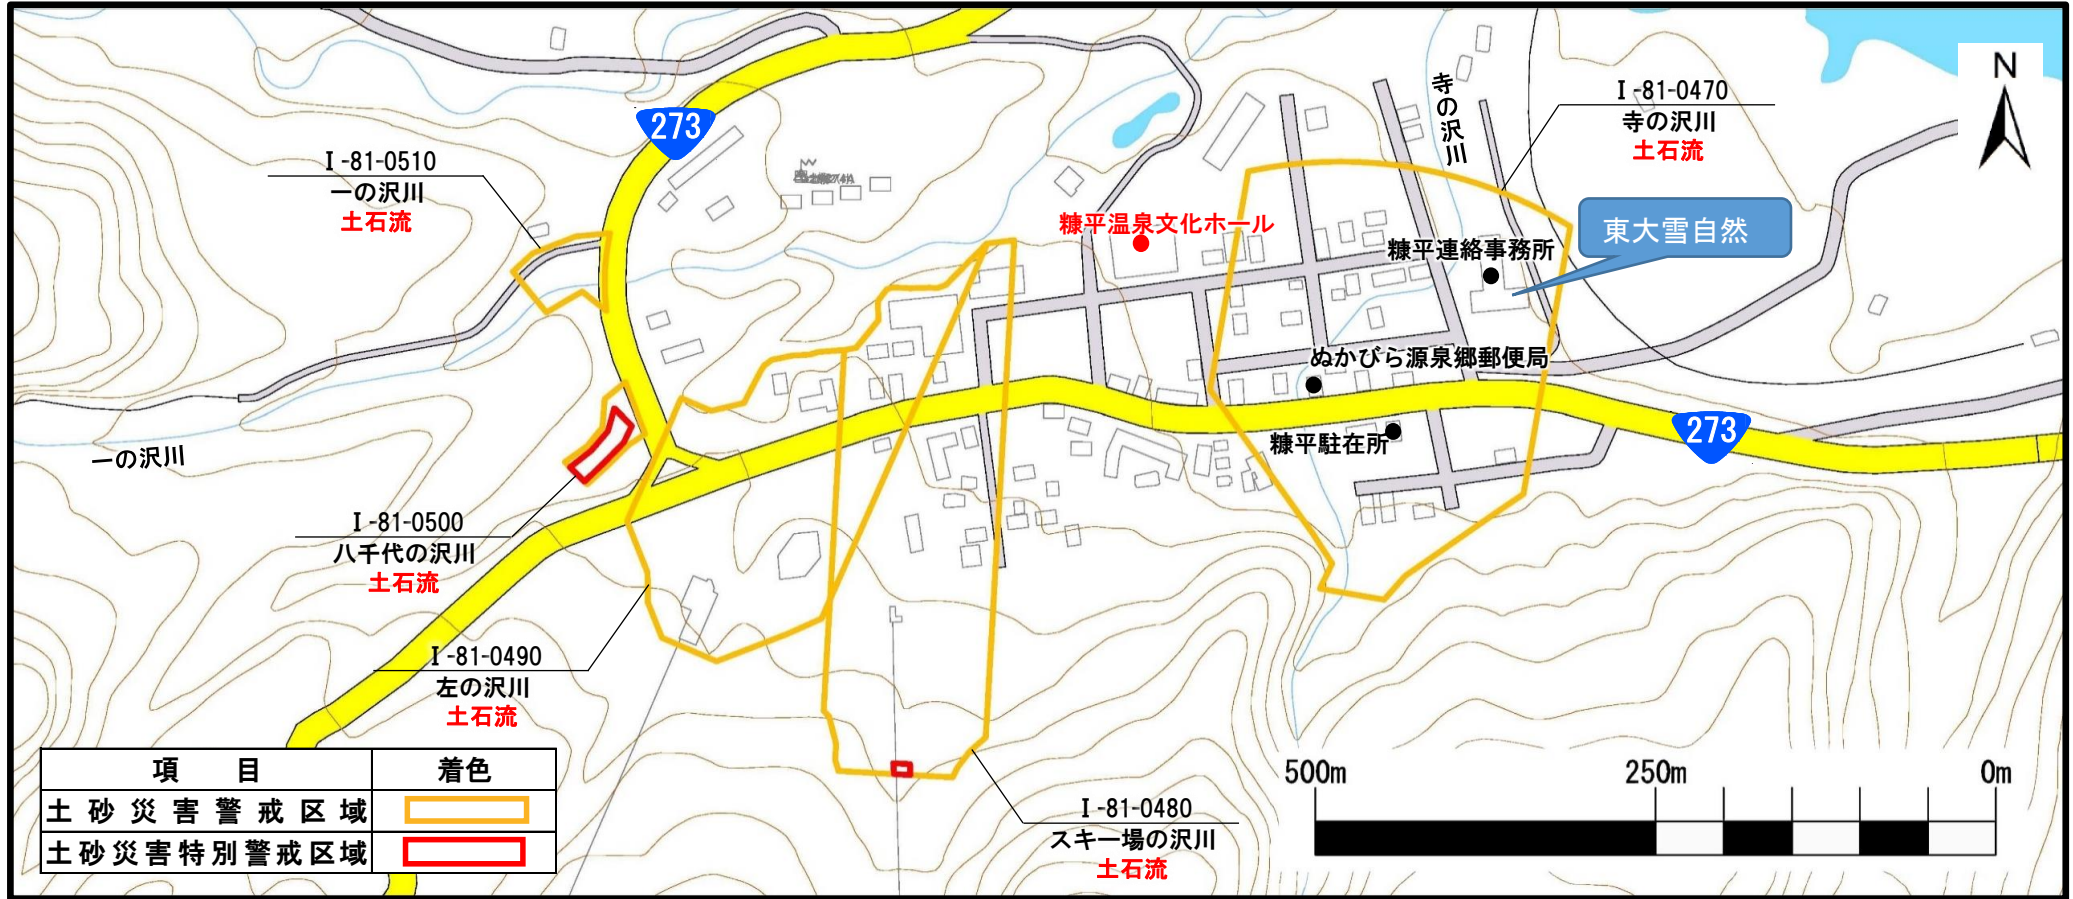 N
寺の沢川
I-81-0470
寺の沢川
土石流
273
I-81-0510
一の沢川
土石流
糠平温泉文化ホール
糠平連絡事務所
東大雪自然
ぬかびら源泉郷郵便局
糠平駐在所
273
一の沢川
I-81-0500
八千代の沢川
土石流
I-81-0490
左の沢川
土石流
I-81-0480
スキー場の沢川
土石流
項 目 着色
土砂災害警戒区域
土砂災害特別警戒区域
500m 250m 0m